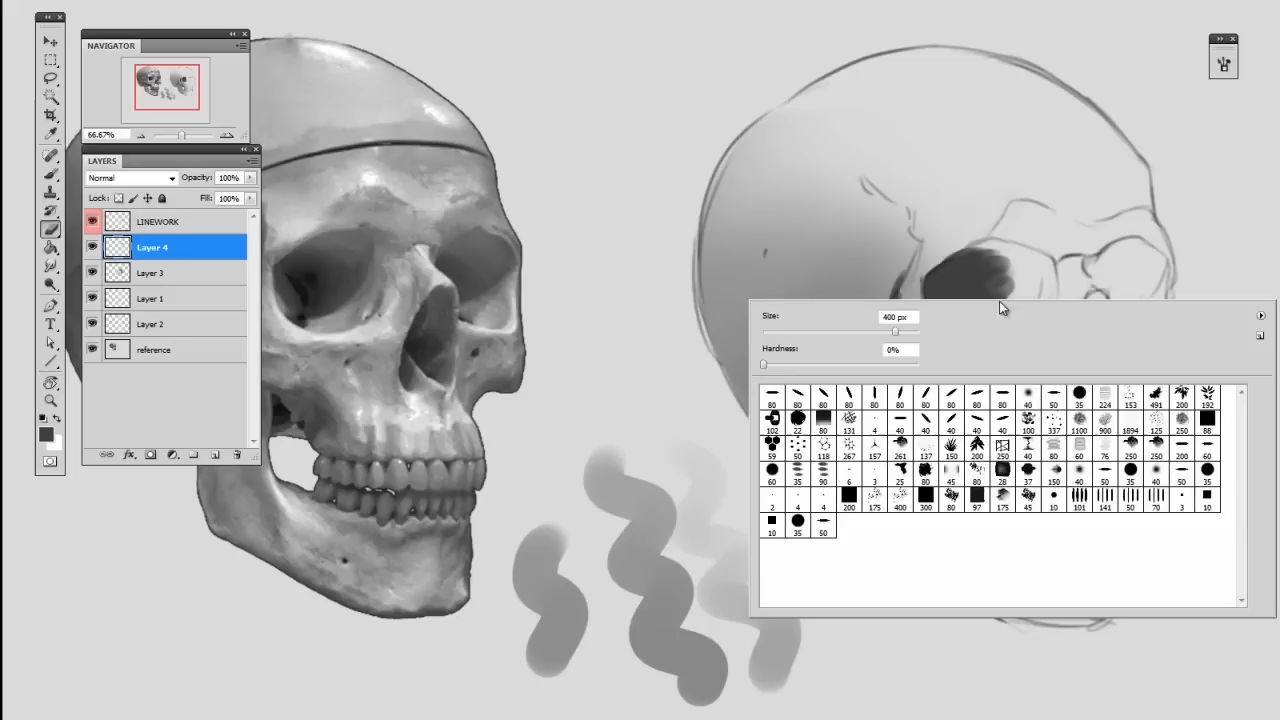 NAVIGATOR
66.67%
LAYERS
Normal
Opacity: 100%
Lock:
Fill: 100%
LINEWORK
Layer 4
Layer 3
Layer 1
Layer 2
reference
Size: 400 px
Hardness: 0%
80 80 80 80 80 80 80 80 80 80 40 50 35 224 153 491 200 192
102 22 80 131 4 40 40 40 40 40 100 337 1100 900 1894 125 250 88
59 50 118 267 157 261 137 150 200 250 40 80 60 76 250 250 200 60
60 35 90 6 3 25 80 45 80 28 37 150 40 50 35 40 50 35
2 4 4 200 175 400 300 80 97 175 45 10 101 141 50 70 3 10
10 35 50